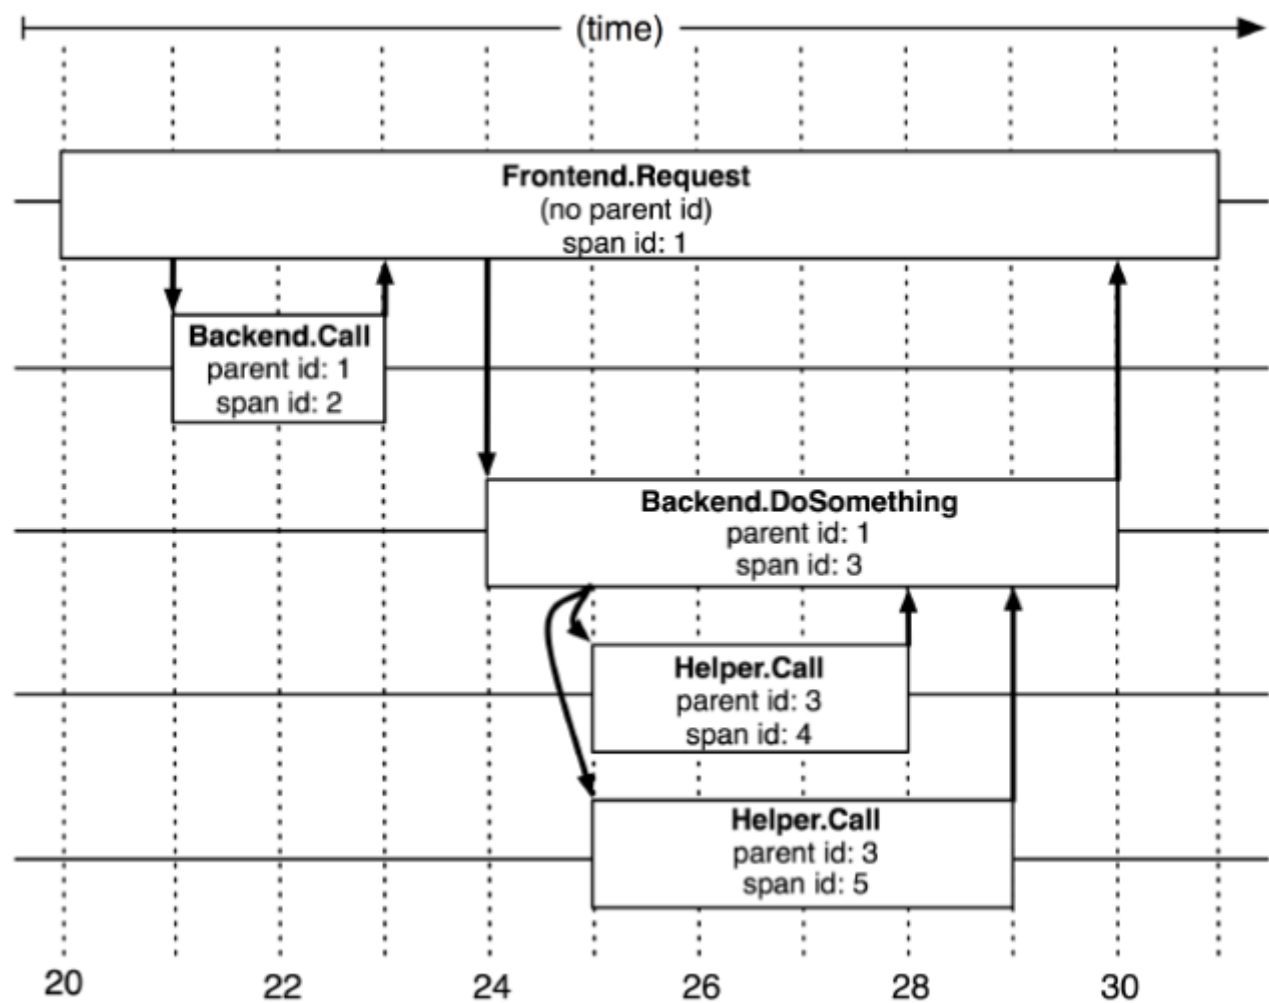 (time)
Frontend.Request
(no parent id)
span id: 1
Backend.Call
parent id: 1
span id: 2
Backend.DoSomething
parent id: 1
span id: 3
Helper.Call
parent id: 3
span id: 4
Helper.Call
parent id: 3
span id: 5
20 22 24 26 28 30